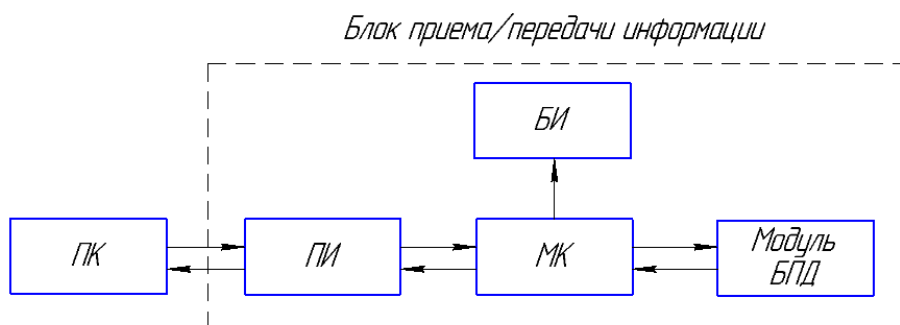 Блок приема/передачи информации
БИ
ПК
ПИ
МК
Модуль
БПД